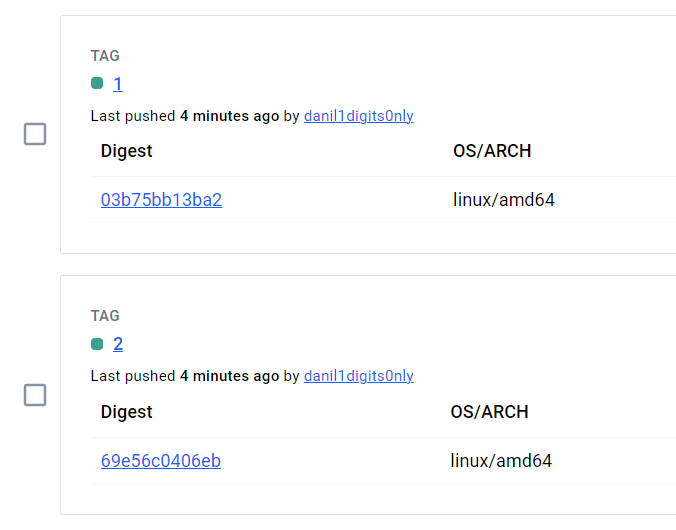 TAG
1
Last pushed 4 minutes ago by danil1digits0nly
Digest OS/ARCH
03b75bb13ba2 linux/amd64
TAG
2
Last pushed 4 minutes ago by danil1digits0nly
Digest OS/ARCH
69e56c0406eb linux/amd64